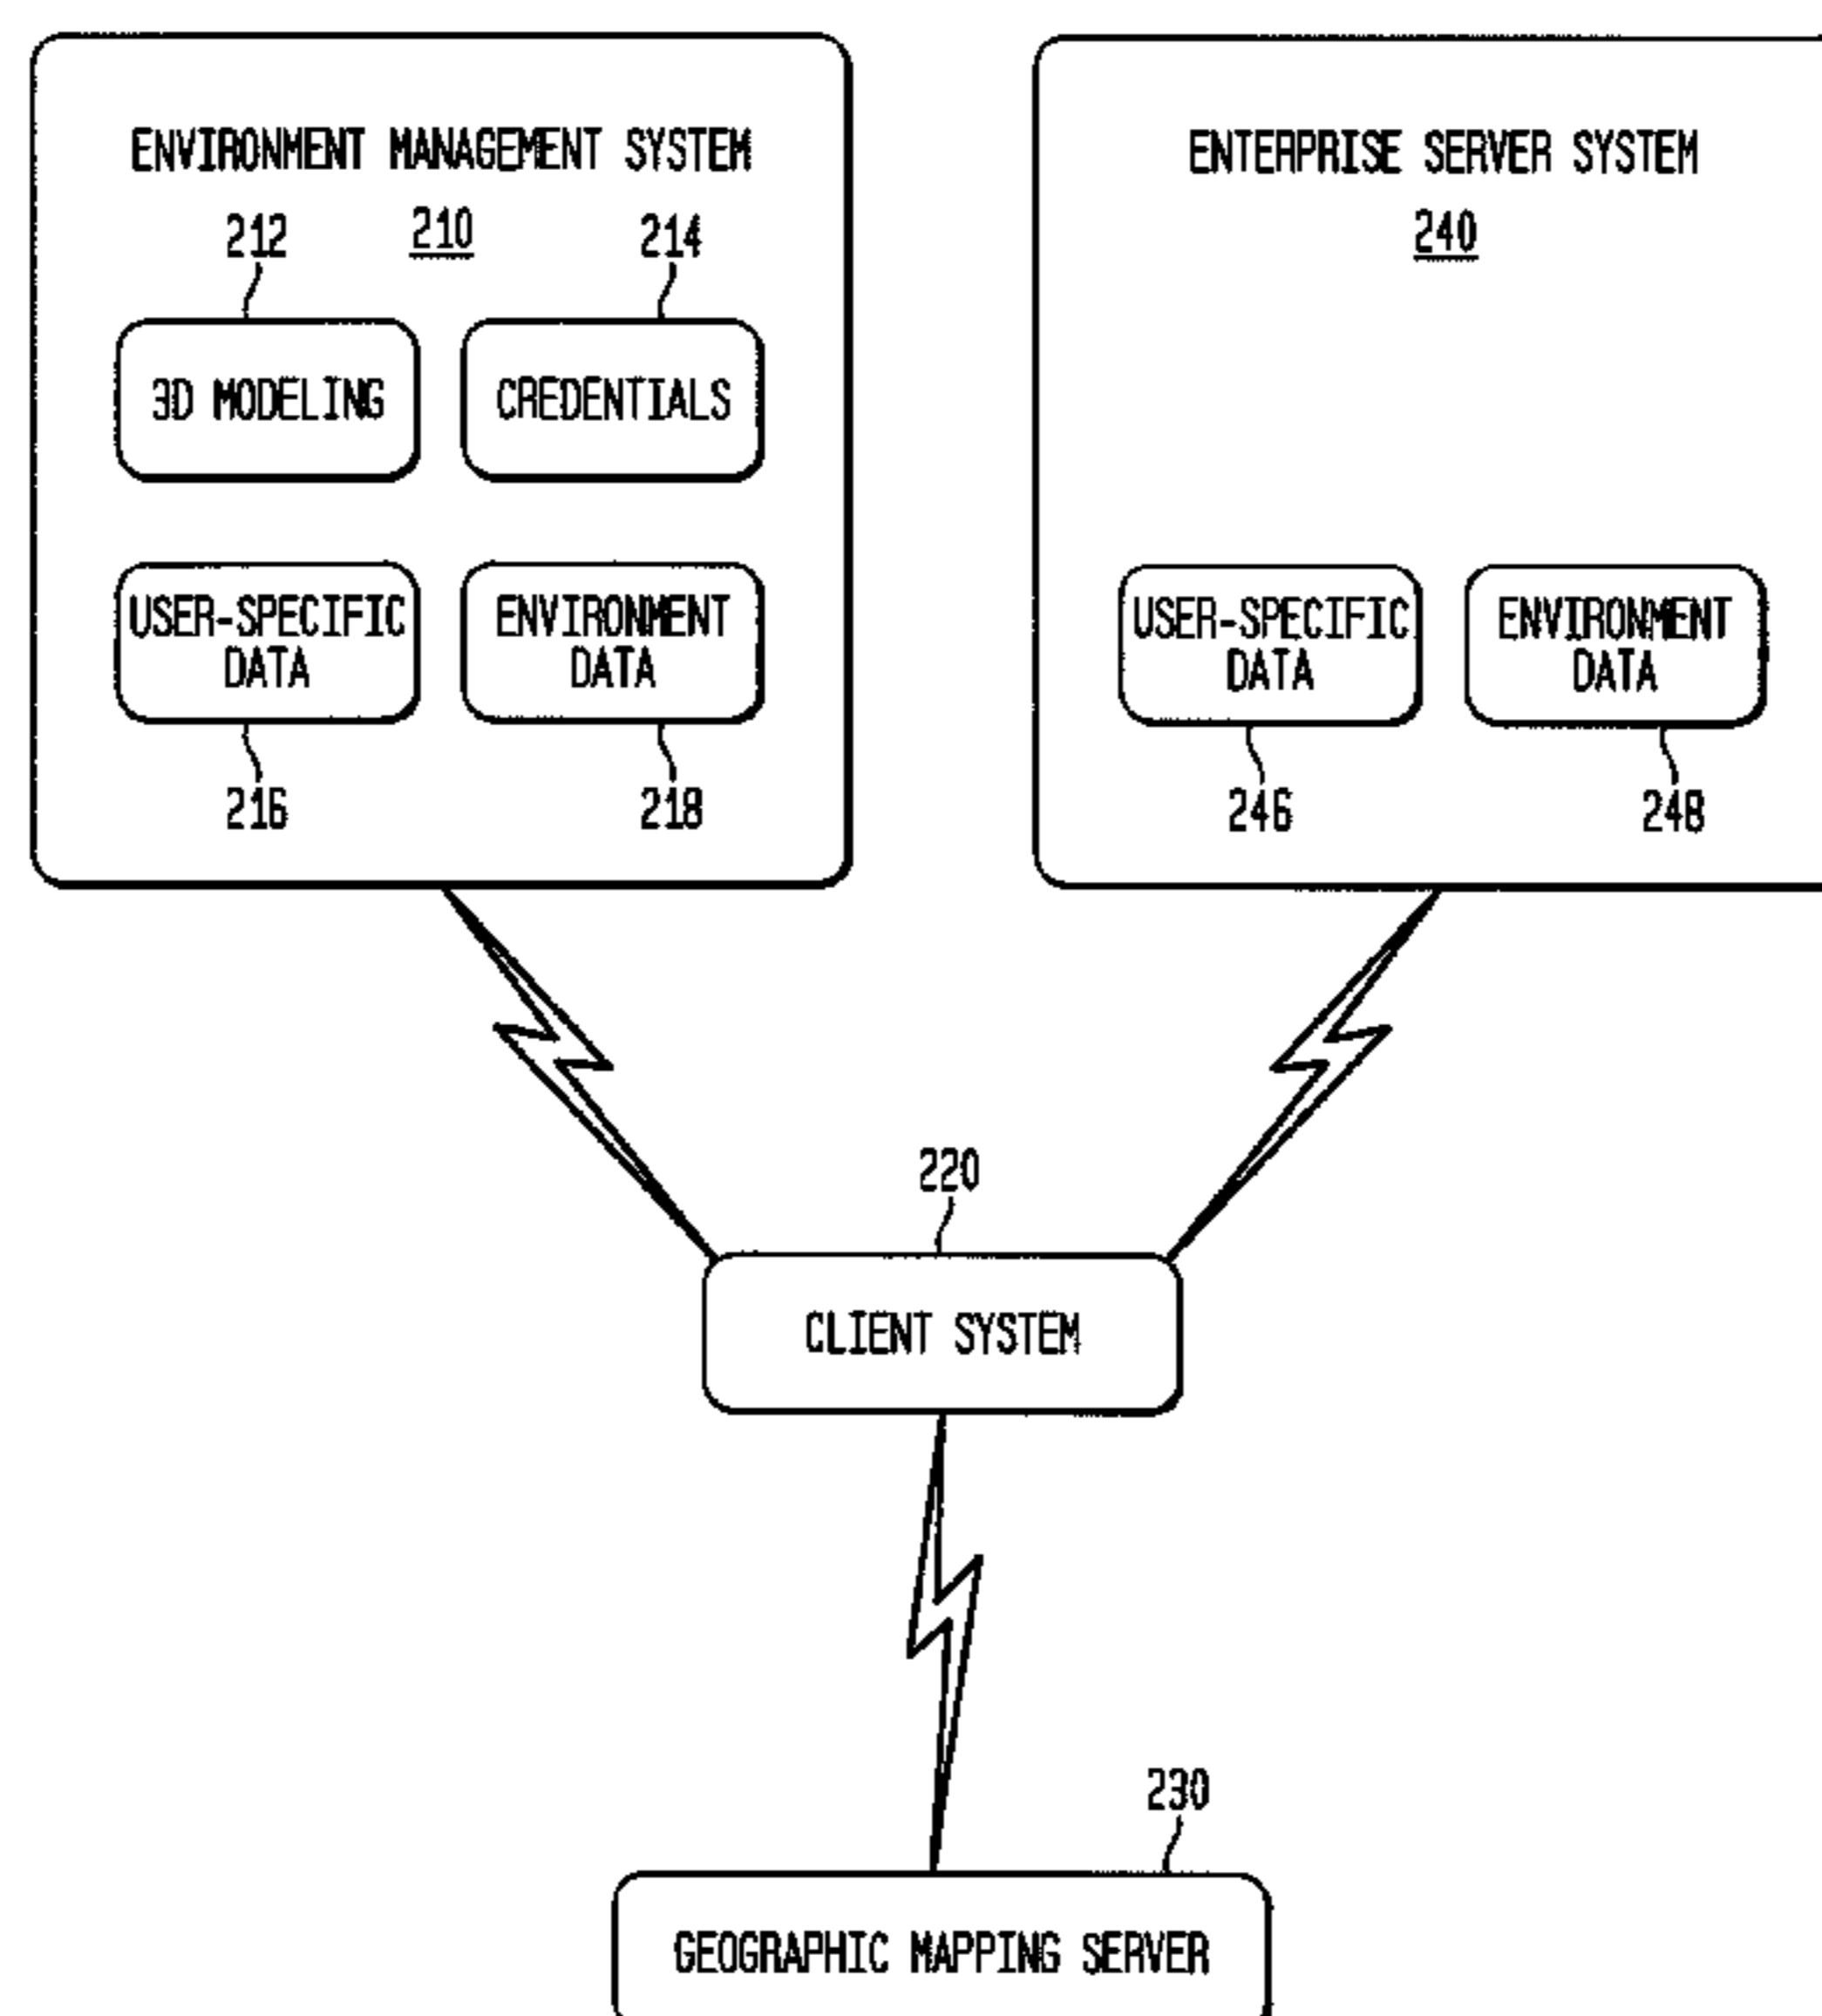 ENVIRONMENT MANAGEMENT SYSTEM
210
212
214
3D MODELING
CREDENTIALS
USER-SPECIFIC
DATA
ENVIRONMENT
DATA
216
218
ENTERPRISE SERVER SYSTEM
240
USER-SPECIFIC
DATA
ENVIRONMENT
DATA
246
248
220
CLIENT SYSTEM
230
GEOGRAPHIC MAPPING SERVER